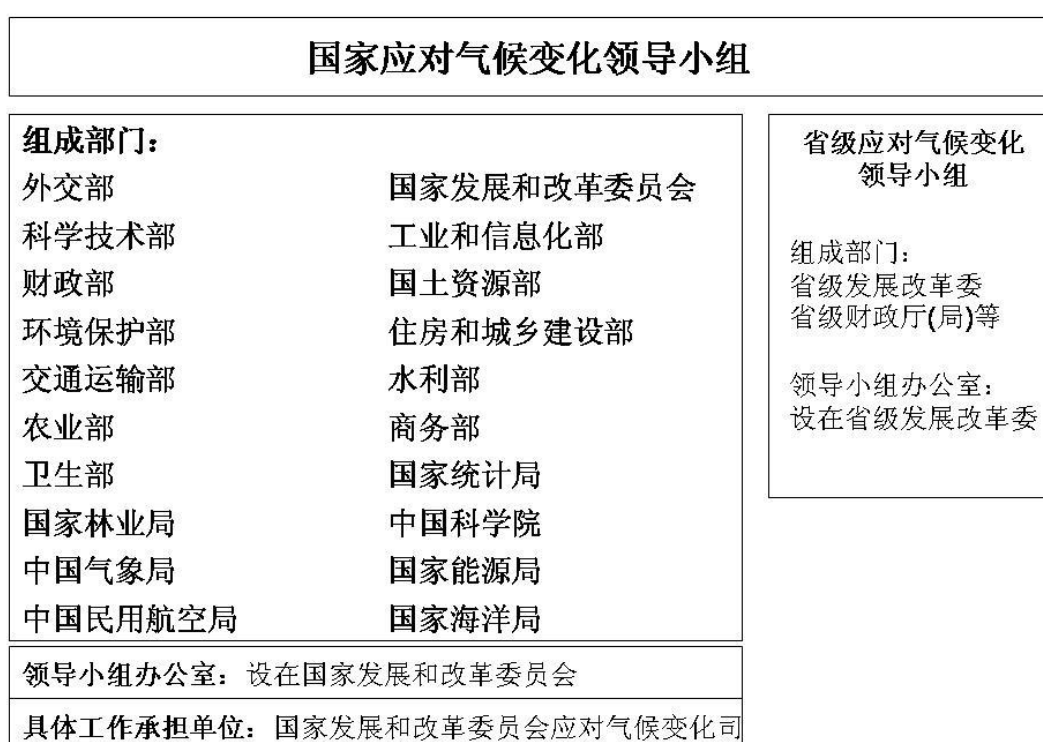 国家应对气候变化领导小组
组成部门：
外交部 国家发展和改革委员会
科学技术部 工业和信息化部
财政部 国土资源部
环境保护部 住房和城乡建设部
交通运输部 水利部
农业部 商务部
卫生部 国家统计局
国家林业局 中国科学院
中国气象局 国家能源局
中国民用航空局 国家海洋局
领导小组办公室：设在国家发展和改革委员会
具体工作承担单位：国家发展和改革委员会应对气候变化司
省级应对气候变化
领导小组
组成部门：
省级发展改革委
省级财政厅(局)等
领导小组办公室：
设在省级发展改革委